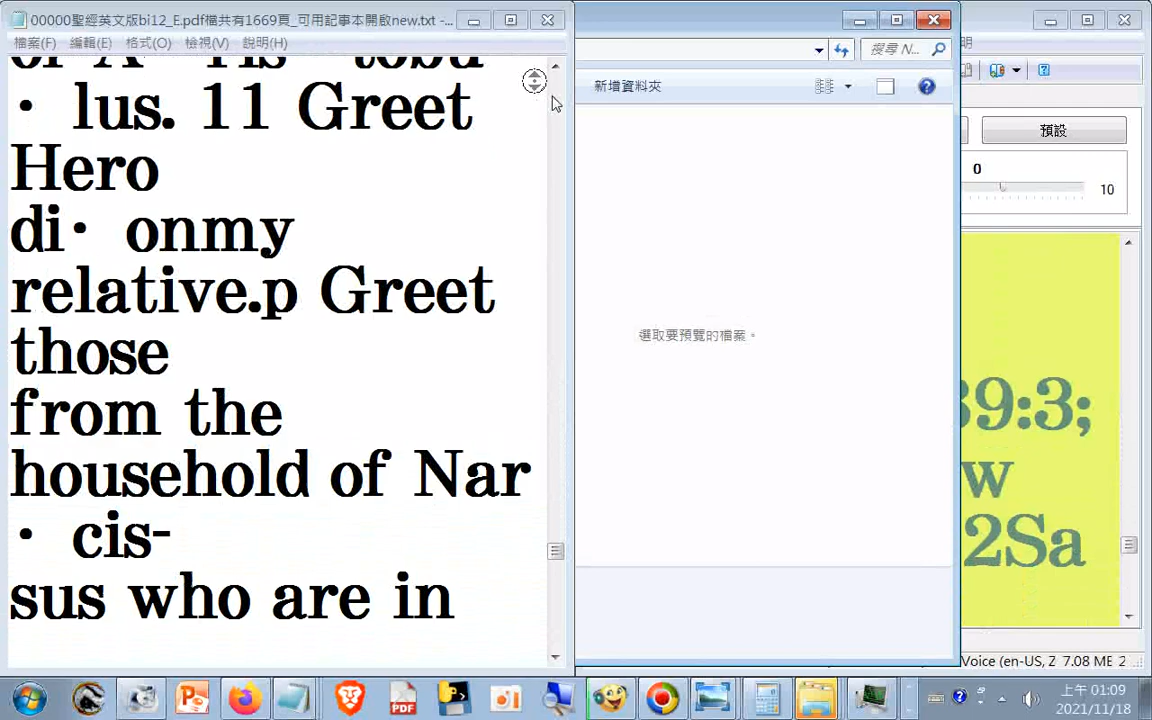 00000聖經英文版bi12_E.pdf檔共有1669頁_可用記事本開啟new.txt -...
檔案(F) 編輯(E) 格式(O) 檢視(V) 說明(H)
· lus. 11 Greet
Hero
di· onmy
relative.p Greet
those
from the
household of Nar
· cis-
sus who are in
搜尋 N...
新增資料夾
選取要預覽的檔案。
明
預設
0
10
39:3;
w
2Sa
Voice (en-US, Z 7.08 ME 2
上午 01:09
2021/11/18